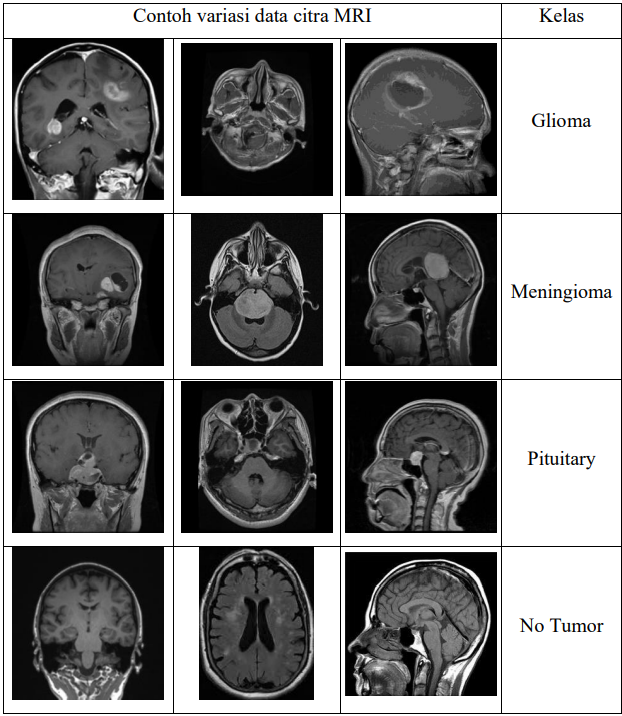 Contoh variasi data citra MRI
Kelas
Glioma
Meningioma
Pituitary
No Tumor